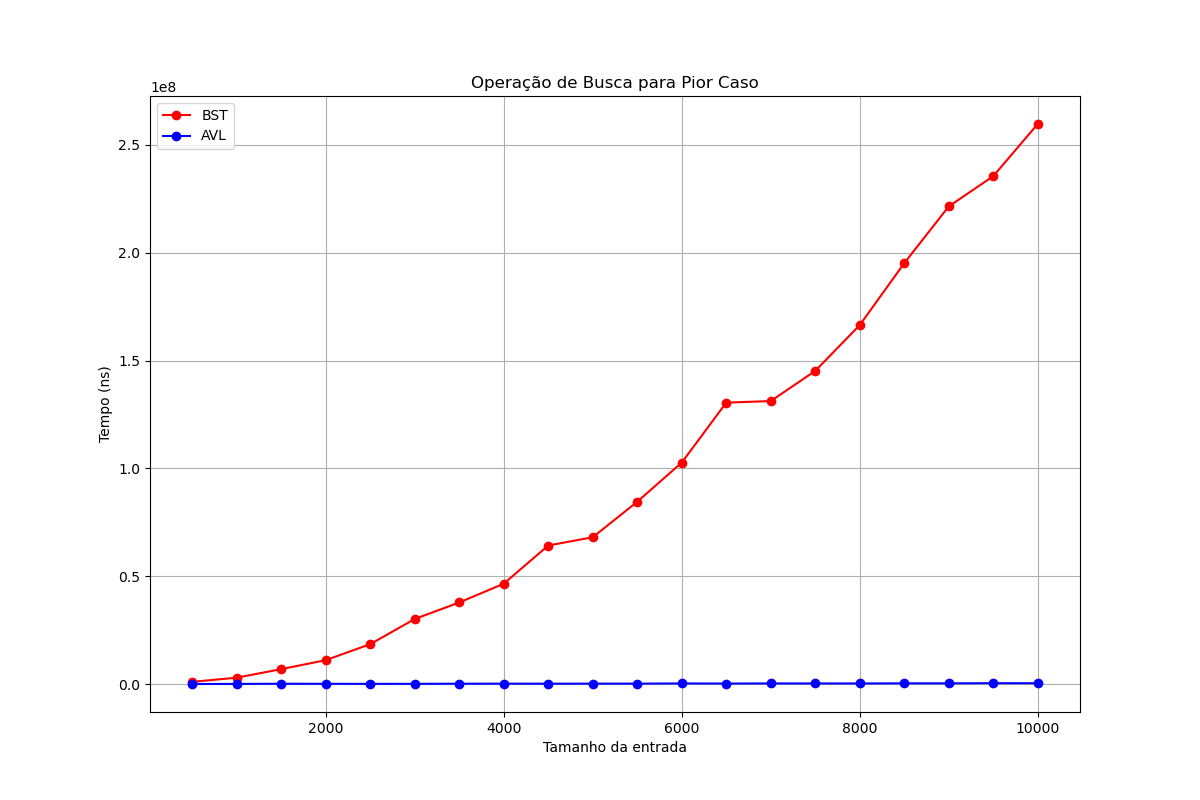 Operação de Busca para Pior Caso
1e8
BST
AVL
2.5
2.0
1.5
1.0
0.5
0.0
Tempo (ns)
2000 4000 6000 8000 10000
Tamanho da entrada